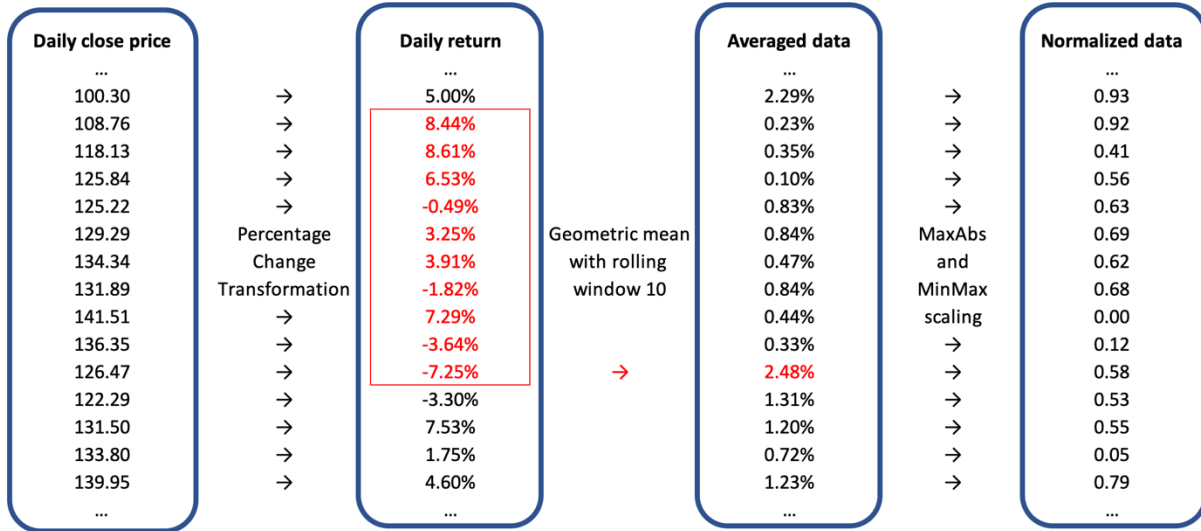 Daily close price Daily return Averaged data Normalized data
... ... ... ...
100.30 → 5.00% 2.29% → 0.93
108.76 → 8.44% 0.23% → 0.92
118.13 → 8.61% 0.35% → 0.41
125.84 → 6.53% 0.10% → 0.56
125.22 → -0.49% 0.83% → 0.63
129.29 Percentage 3.25% Geometric mean 0.84% MaxAbs 0.69
134.34 Change 3.91% with rolling 0.47% and 0.62
131.89 Transformation -1.82% window 10 0.84% MinMax 0.68
141.51 → 7.29% 0.44% scaling 0.00
136.35 → -3.64% 0.33% → 0.12
126.47 → -7.25% → 2.48% → 0.58
122.29 → -3.30% 1.31% → 0.53
131.50 → 7.53% 1.20% → 0.55
133.80 → 1.75% 0.72% → 0.05
139.95 → 4.60% 1.23% → 0.79
... ... ... ...